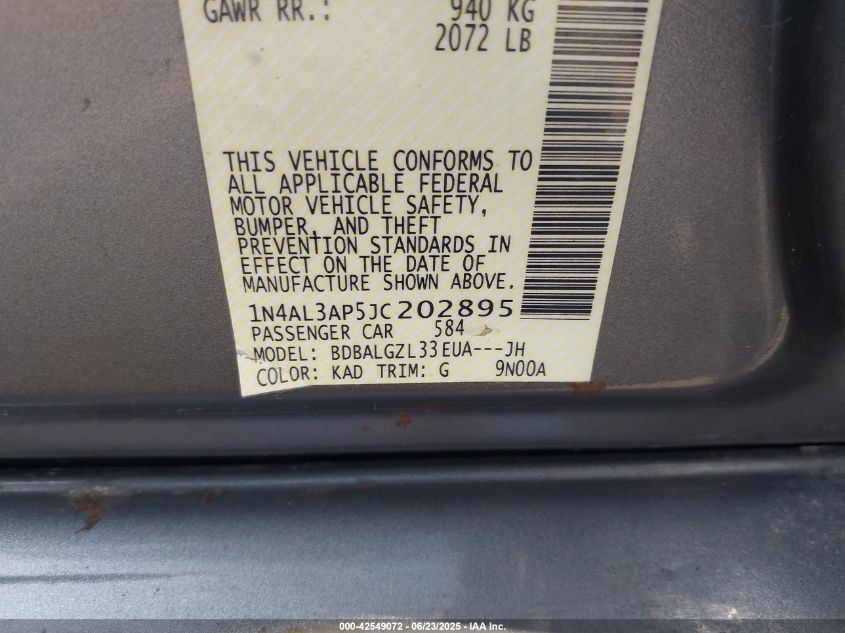 GAWR RR.: 940 KG
2072 LB
THIS VEHICLE CONFORMS TO
ALL APPLICABLE FEDERAL
MOTOR VEHICLE SAFETY,
BUMPER, AND THEFT
PREVENTION STANDARDS IN
EFFECT ON THE DATE OF
MANUFACTURE SHOWN ABOVE.
1N4AL3AP5JC202895
PASSENGER CAR 584
MODEL: BDBALGZL33EUA---JH
COLOR: KAD TRIM: G 9N00A
000-42549072 - 06/23/2025 - IAA Inc.